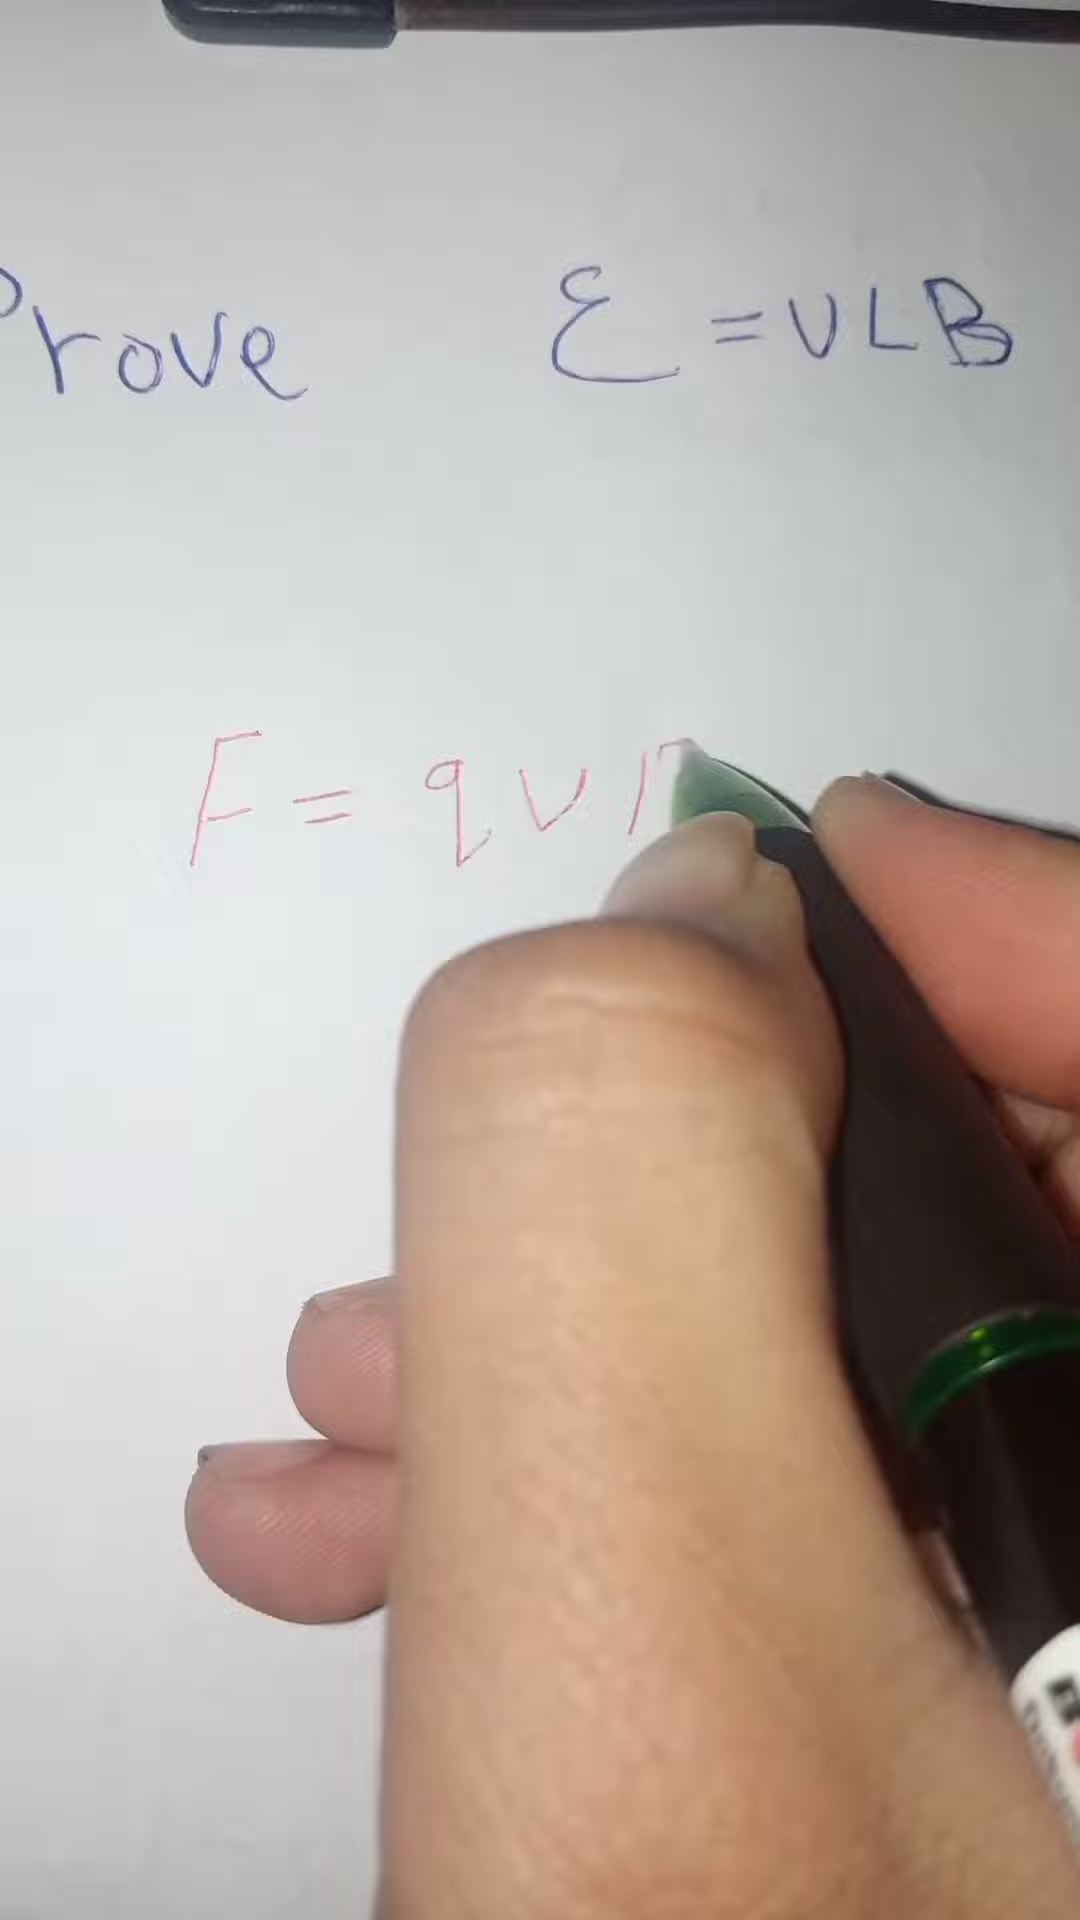 Prove ε = VLB
F = qv